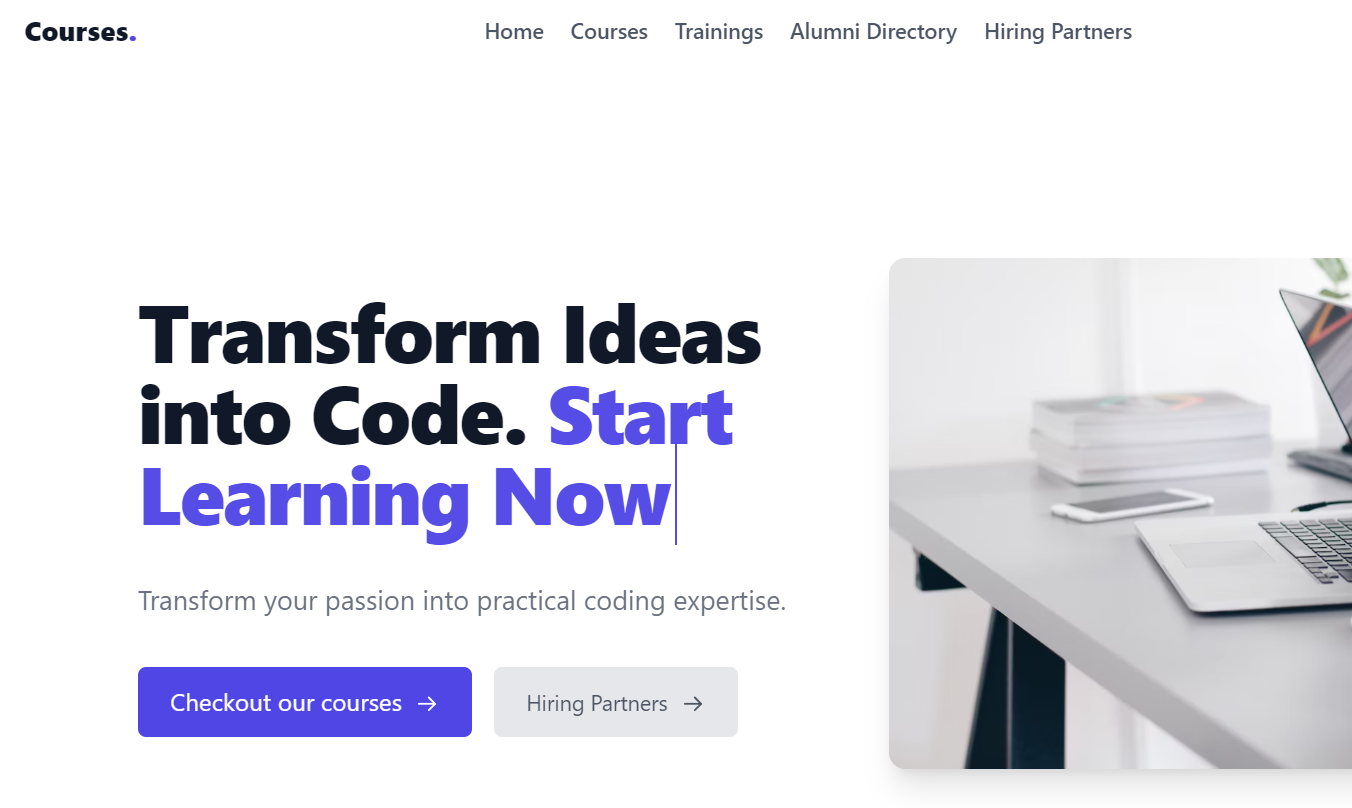 Courses.
Home Courses Trainings Alumni Directory Hiring Partners
Transform Ideas
into Code. Start
Learning Now
Transform your passion into practical coding expertise.
Checkout our courses →
Hiring Partners →